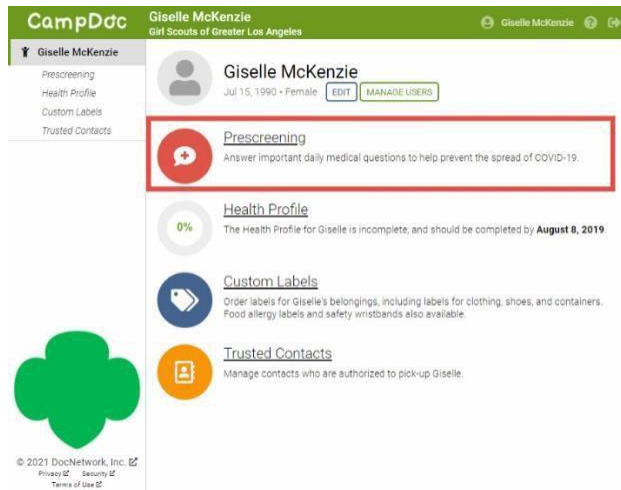 CampDoc
Giselle McKenzie
Girl Scouts of Greater Los Angeles
Giselle McKenzie
Giselle McKenzie
Prescreening
Health Profile
Custom Labels
Trusted Contacts
Giselle McKenzie
Jul 15, 1990 • Female EDIT MANAGE USERS
Prescreening
Answer important daily medical questions to help prevent the spread of COVID-19.
0%
Health Profile
The Health Profile for Giselle is incomplete, and should be completed by August 8, 2019
Custom Labels
Order labels for Giselle's belongings, including labels for clothing, shoes, and containers.
Food allergy labels and safety wristbands also available.
Trusted Contacts
Manage contacts who are authorized to pick-up Giselle.
© 2021 DocNetwork, Inc.
Privacy Security
Terms of Use